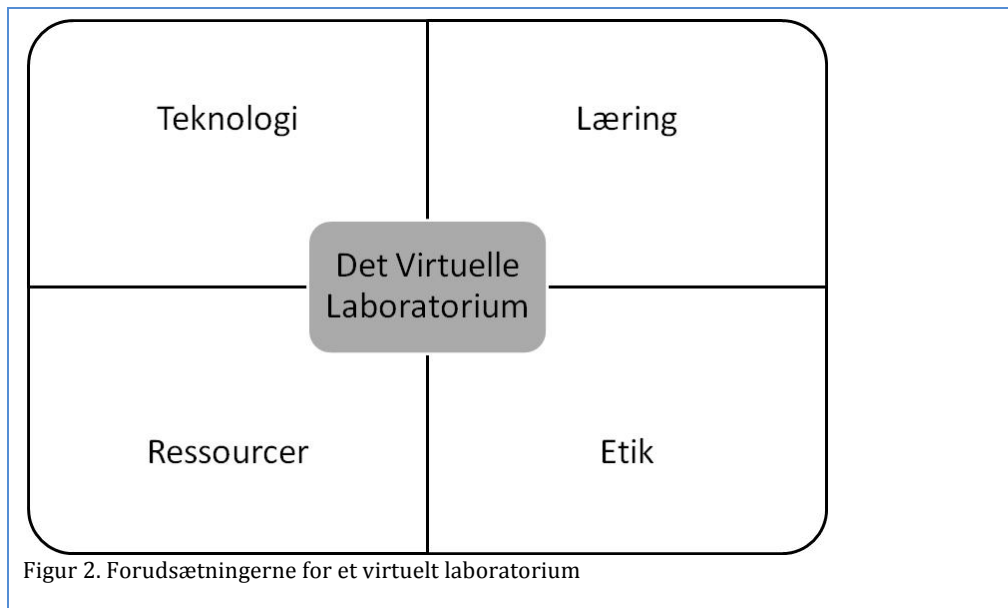 Teknologi
Læring
Det Virtuelle
Laboratorium
Ressourcer
Etik
Figur 2. Forudsætningerne for et virtuelt laboratorium